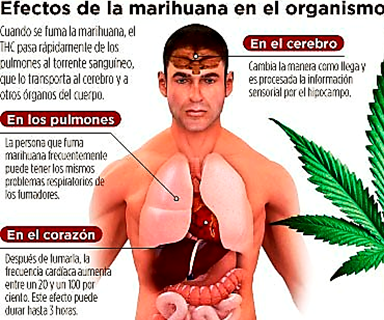 Efectos de la marihuana en el organismo
Cuando se fuma la marihuana, el
THC pasa rápidamente de los
pulmones al torrente sanguíneo,
que lo transporta al cerebro y a
otros órganos del cuerpo.
En el cerebro
Cambia la manera como llega y
es procesada la información
sensorial por el hipocampo.
En los pulmones
La persona que fuma
marihuana frecuentemente
puede tener los mismos
problemas respiratorios de
los fumadores.
En el corazón
Después de fumarla, la
frecuencia cardíaca aumenta
entre un 20 y un 100 por
ciento. Este efecto puede
durar hasta 3 horas.